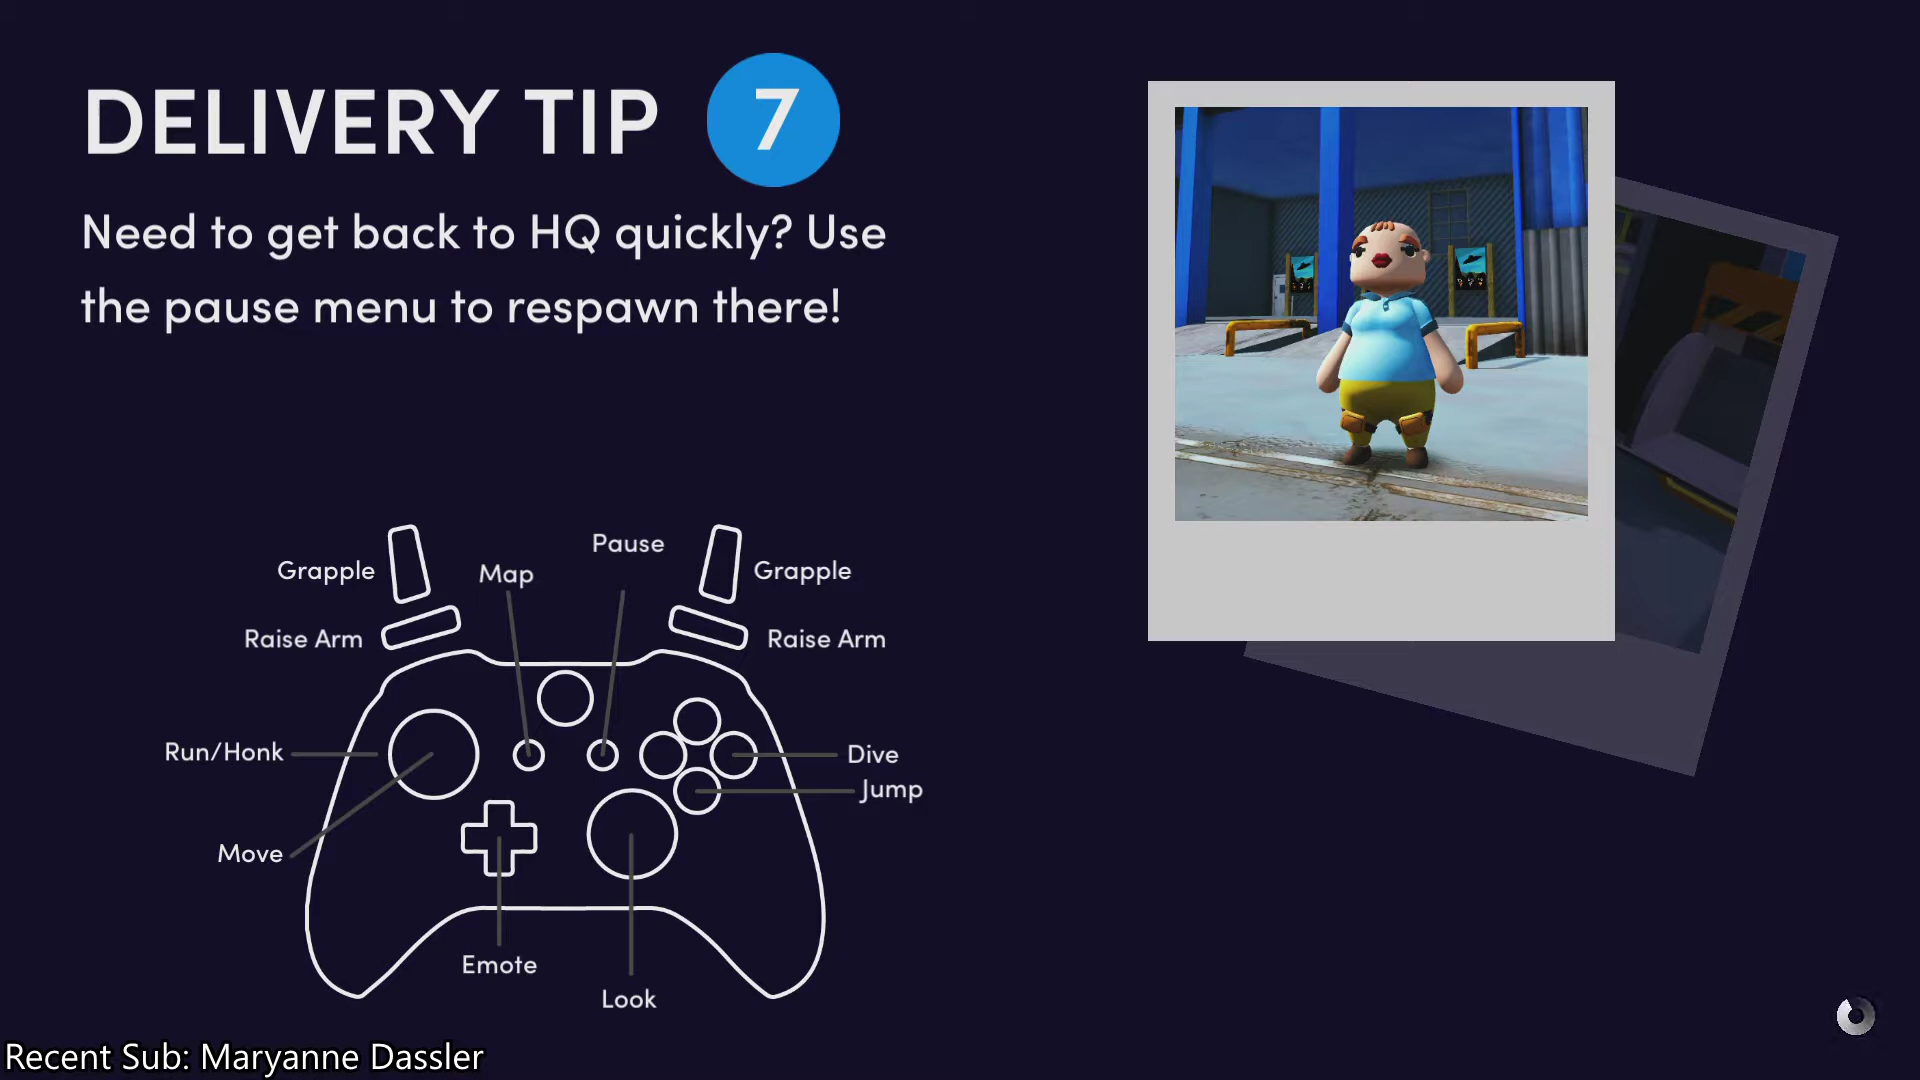 DELIVERY TIP 7
Need to get back to HQ quickly? Use
the pause menu to respawn there!
Pause
Grapple
Map
Grapple
Raise Arm
Raise Arm
Run/Honk
Dive
Jump
Move
Emote
Look
Recent Sub: Maryanne Dassler